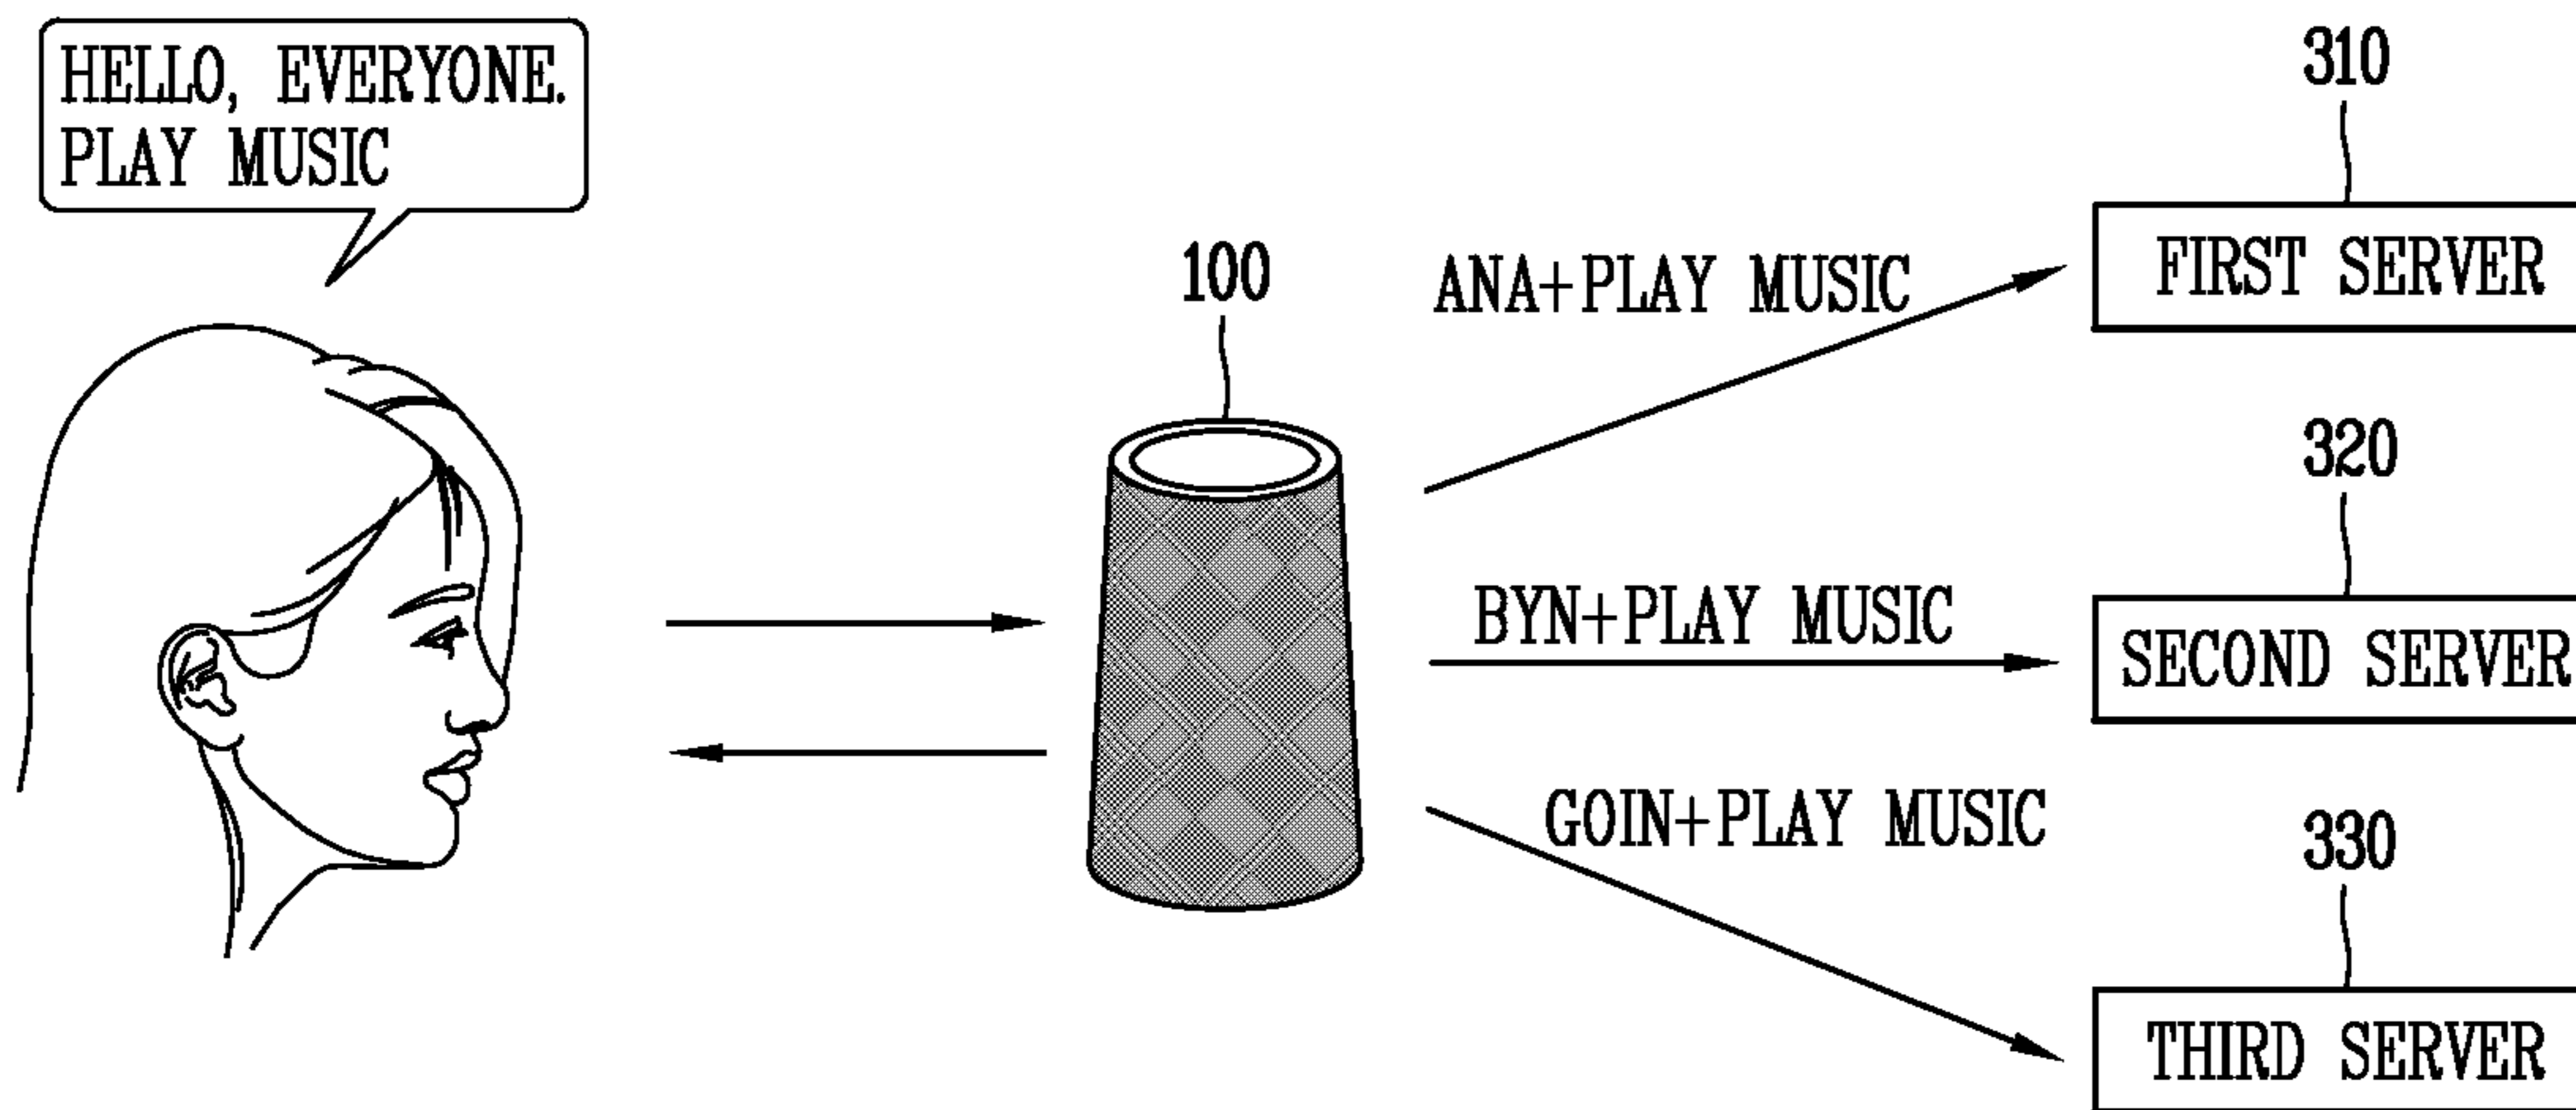 HELLO, EVERYONE.
PLAY MUSIC
100
ANA+PLAY MUSIC
310
FIRST SERVER
BYN+PLAY MUSIC
320
SECOND SERVER
GOIN+PLAY MUSIC
330
THIRD SERVER